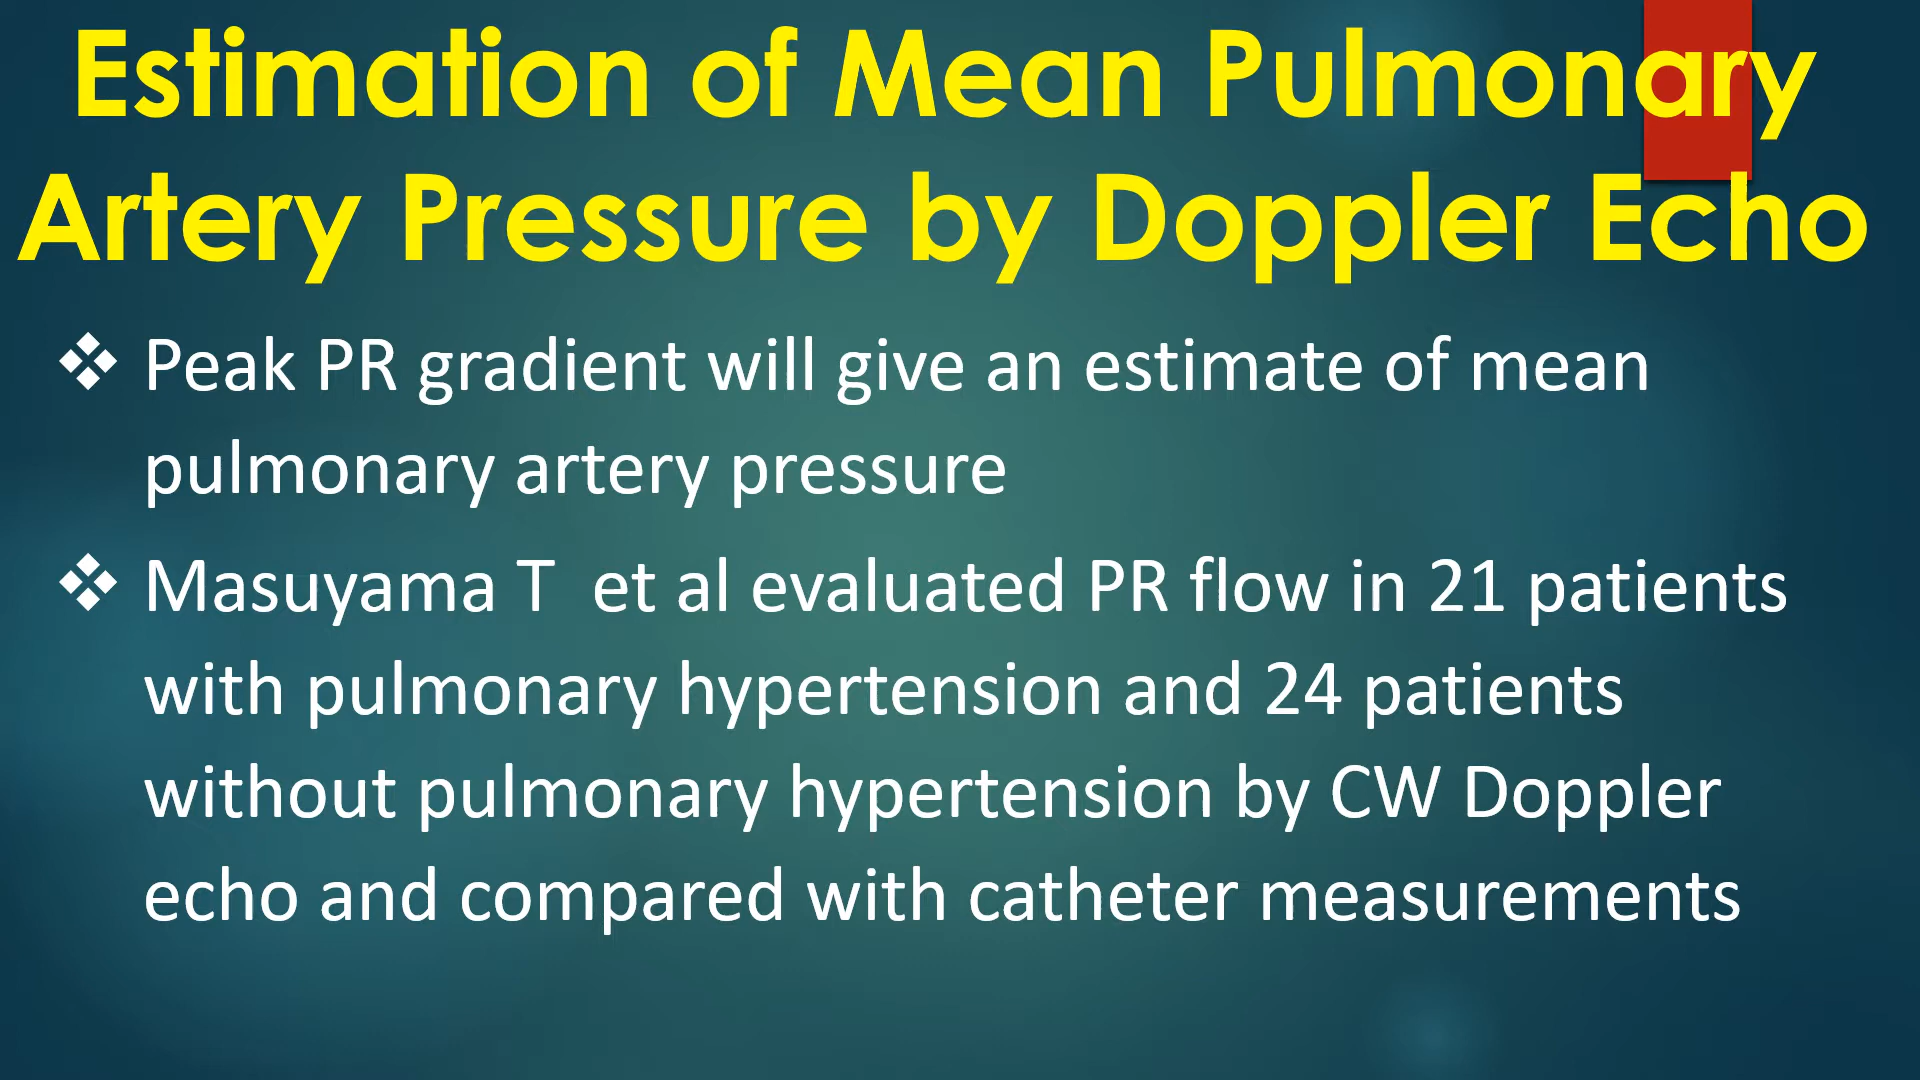 Estimation of Mean Pulmonary
Artery Pressure by Doppler Echo
❖ Peak PR gradient will give an estimate of mean
pulmonary artery pressure
❖ Masuyama T  et al evaluated PR flow in 21 patients
with pulmonary hypertension and 24 patients
without pulmonary hypertension by CW Doppler
echo and compared with catheter measurements